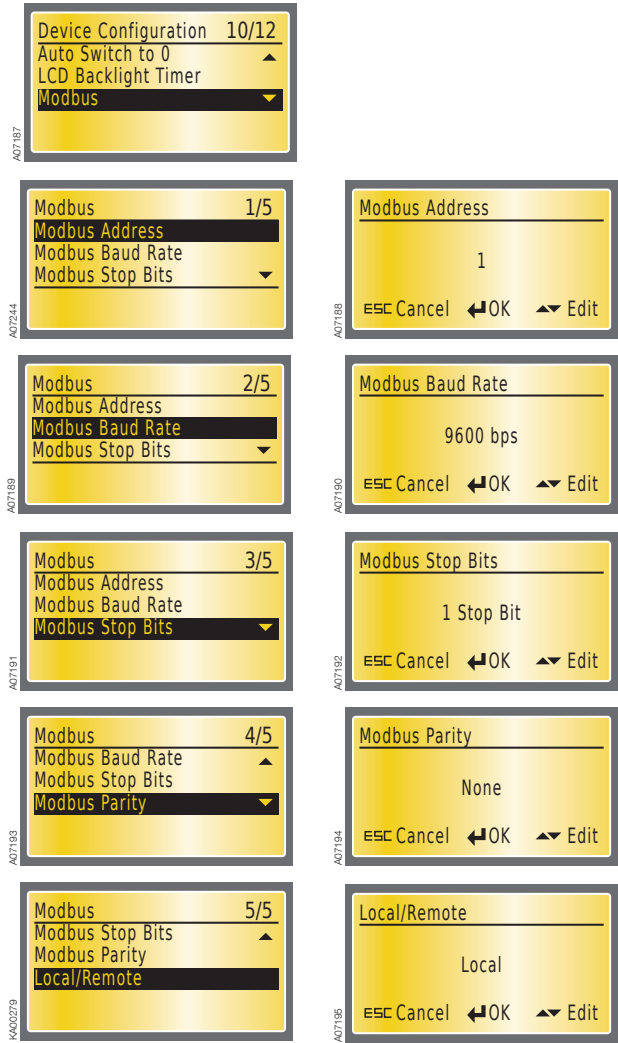 Device Configuration 10/12
Auto Switch to 0
LCD Backlight Timer
Modbus
A07187
Modbus 1/5
Modbus Address
Modbus Baud Rate
Modbus Stop Bits
A07244
Modbus Address
1
ESC Cancel OK Edit
A07188
Modbus 2/5
Modbus Address
Modbus Baud Rate
Modbus Stop Bits
A07189
Modbus Baud Rate
9600 bps
ESC Cancel OK Edit
A07190
Modbus 3/5
Modbus Address
Modbus Baud Rate
Modbus Stop Bits
A07191
Modbus Stop Bits
1 Stop Bit
ESC Cancel OK Edit
A07192
Modbus 4/5
Modbus Baud Rate
Modbus Stop Bits
Modbus Parity
A07193
Modbus Parity
None
ESC Cancel OK Edit
A07194
Modbus 5/5
Modbus Stop Bits
Modbus Parity
Local/Remote
KA00279
Local/Remote
Local
ESC Cancel OK Edit
A07195